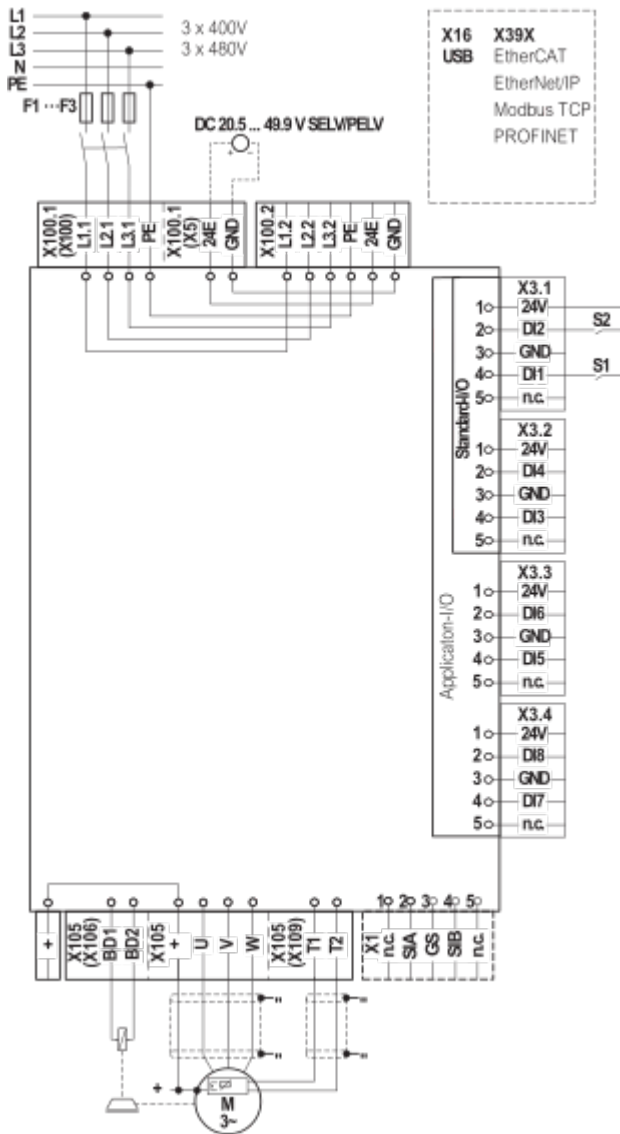 L1
L2
L3
N
PE
3 x 400V
3 x 480V
F1 ···F3
DC 20.5 ... 49.9 V SELV/PELV
+ -
X16 X39X
USB EtherCAT
EtherNet/IP
Modbus TCP
PROFINET
X100.1
(X100)
L1.1
L2.1
L3.1
PE
X100.1
(X5)
24E
GND
X100.2
L1.2
L2.2
L3.2
PE
24E
GND
Standard-I/O
Application-I/O
X3.1
1 24V
2 DI2
S2
3 GND
4 DI1
S1
5 n.c.
X3.2
1 24V
2 DI4
3 GND
4 DI3
5 n.c.
X3.3
1 24V
2 DI6
3 GND
4 DI5
5 n.c.
X3.4
1 24V
2 DI8
3 GND
4 DI7
5 n.c.
+
X105
(X106)
BD1
BD2
X105
+
U
V
W
X105
(X109)
T1
T2
X1
1 n.c.
2 SIA
3 GS
4 SIB
5 n.c.
+
M
3~